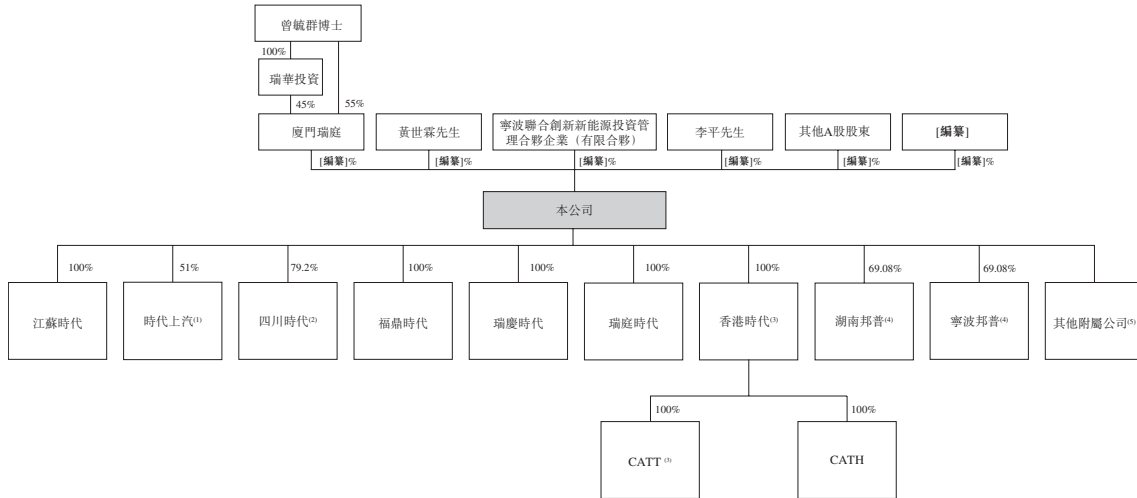 曾毓群博士
100%
瑞華投資
45%
55%
廈門瑞庭
黃世霖先生
寧波聯合創新新能源投資管
理合夥企業（有限合夥）
李平先生
其他A股股東
[編纂]
[編纂]%
[編纂]%
[編纂]%
[編纂]%
[編纂]%
[編纂]%
本公司
100%
51%
79.2%
100%
100%
100%
100%
69.08%
69.08%
江蘇時代
時代上汽(1)
四川時代(2)
福鼎時代
瑞慶時代
瑞庭時代
香港時代(3)
湖南邦普(4)
寧波邦普(4)
其他附屬公司(5)
100%
100%
CATT (3)
CATH